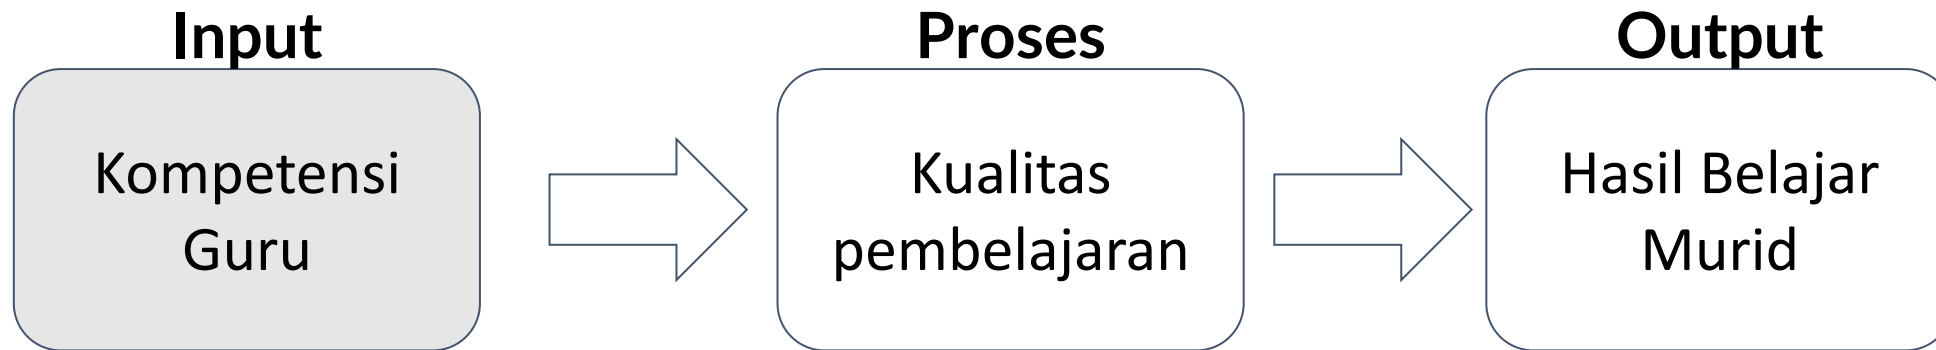 Input
Kompetensi
Guru
Proses
Kualitas
pembelajaran
Output
Hasil Belajar
Murid